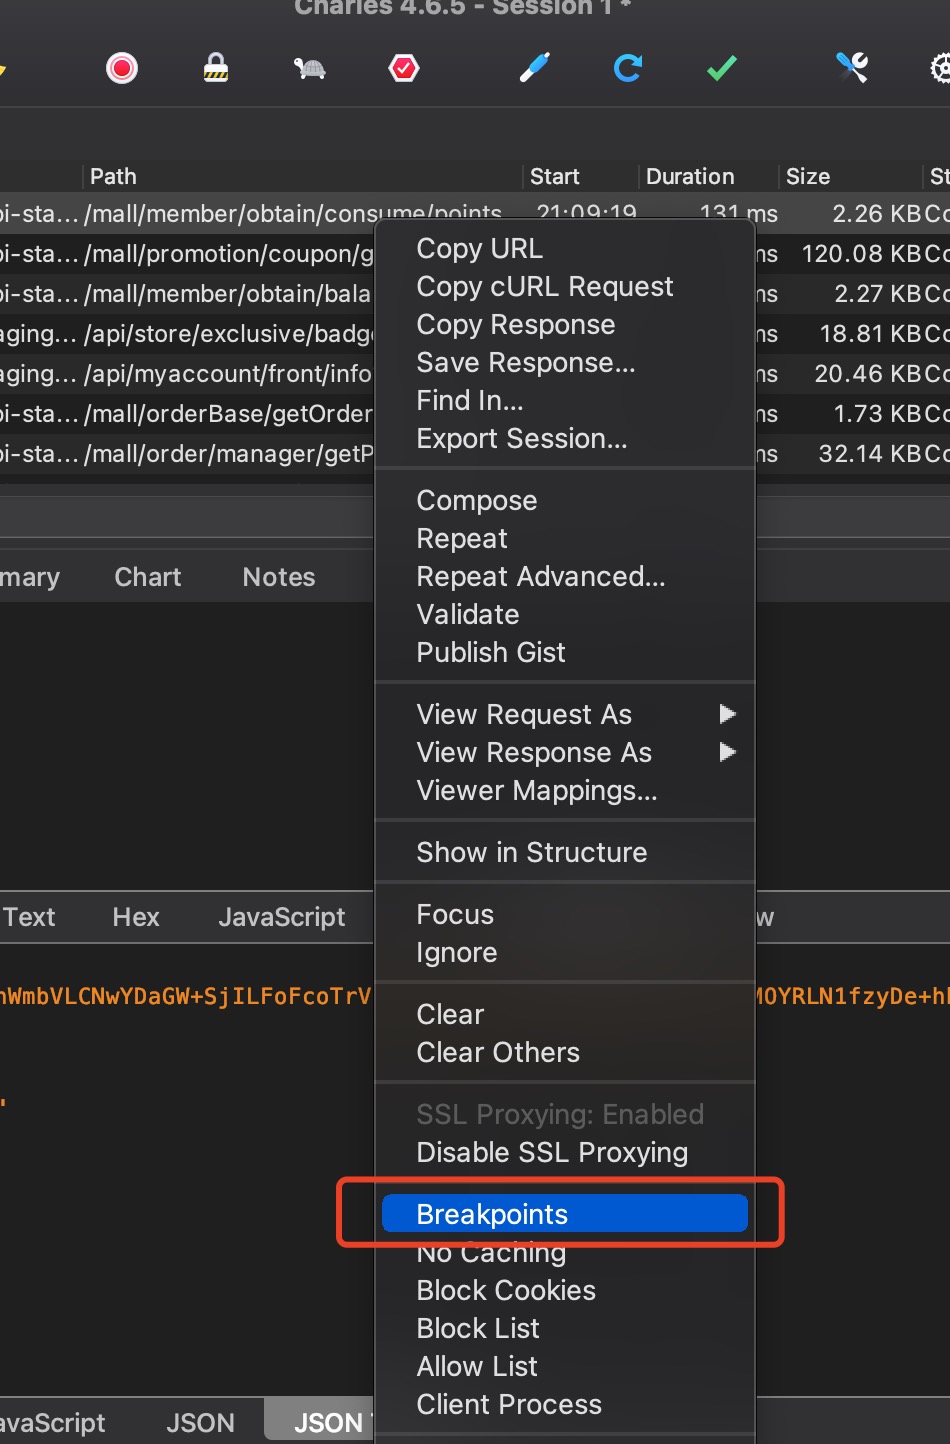 Charles 4.6.5 - Session 1 *
Path Start Duration Size St
pi-sta... /mall/member/obtain/consume/points 21:09:19 131 ms 2.26 KB Co
pi-sta... /mall/promotion/coupon/g ms 120.08 KB Co
pi-sta... /mall/member/obtain/bala ms 2.27 KB Co
aging... /api/store/exclusive/badge ms 18.81 KB Co
aging... /api/myaccount/front/info ms 20.46 KB Co
pi-sta... /mall/orderBase/getOrder ms 1.73 KB Co
pi-sta... /mall/order/manager/getP ms 32.14 KB Co
Copy URL
Copy cURL Request
Copy Response
Save Response...
Find In...
Export Session...
Compose
Repeat
Repeat Advanced...
Validate
Publish Gist
View Request As
View Response As
Viewer Mappings...
Show in Structure
Focus
Ignore
Clear
Clear Others
SSL Proxying: Enabled
Disable SSL Proxying
Breakpoints
No Caching
Block Cookies
Block List
Allow List
Client Process
mary Chart Notes
Text Hex JavaScript w
nWmbVLCNwYDaGW+SjILFoFcoTrV MOYRLN1fzyDe+h
avaScript JSON JSON